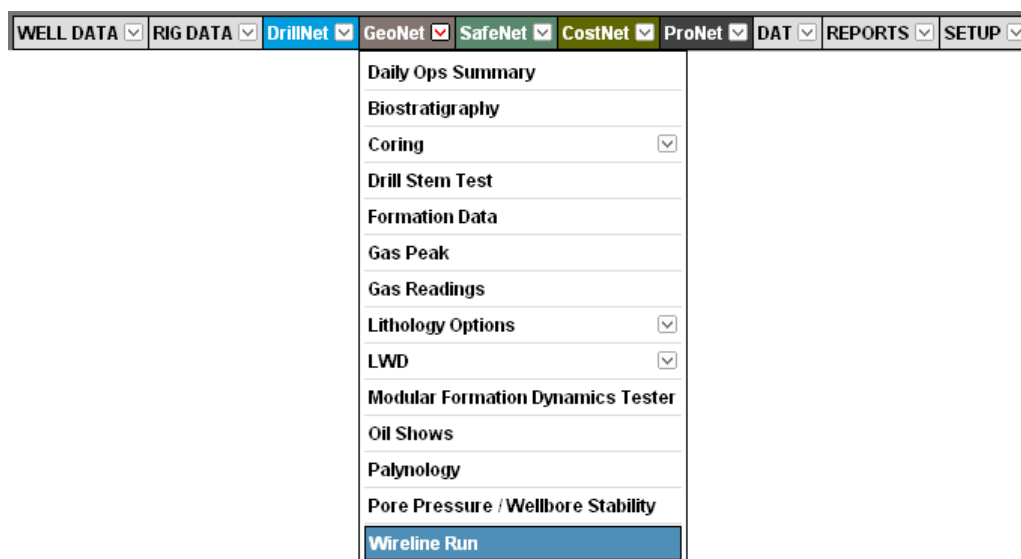 WELL DATA RIG DATA DrillNet GeoNet SafeNet CostNet ProNet DAT REPORTS SETUP
Daily Ops Summary
Biostratigraphy
Coring
Drill Stem Test
Formation Data
Gas Peak
Gas Readings
Lithology Options
LWD
Modular Formation Dynamics Tester
Oil Shows
Palynology
Pore Pressure / Wellbore Stability
Wireline Run